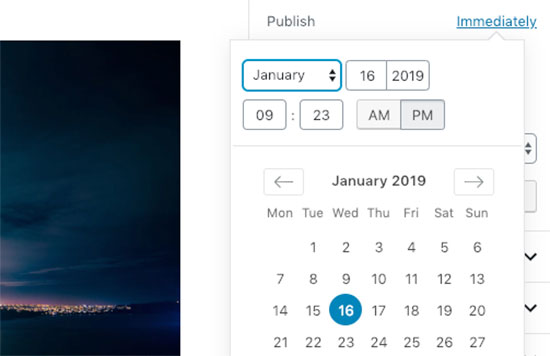 Publish Immediately
January 16 2019
09 : 23 AM PM
January 2019
Mon Tue Wed Thu Fri Sat Sun
1 2 3 4 5 6
7 8 9 10 11 12 13
14 15 16 17 18 19 20
21 22 23 24 25 26 27